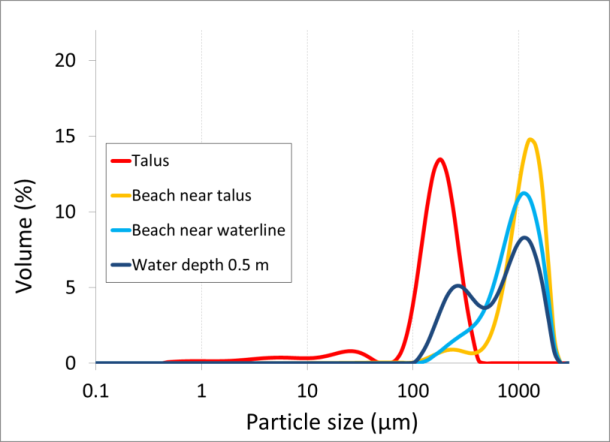 20
15
10
5
0
Volume (%)
Talus
Beach near talus
Beach near waterline
Water depth 0.5 m
0.1 1 10 100 1000
Particle size (μm)